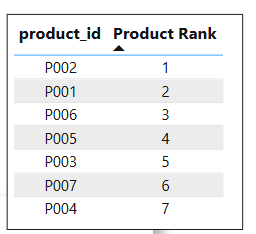 product_id Product Rank
P002 1
P001 2
P006 3
P005 4
P003 5
P007 6
P004 7